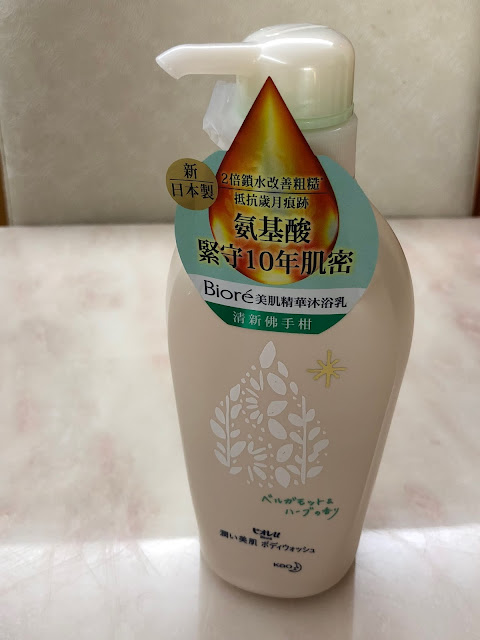 新
日本製
2倍鎖水改善粗糙
抵抗歲月痕跡
氨基酸
緊守10年肌密
Bioré美肌精華沐浴乳
清新佛手柑
ベルガモット&
ハーブの香り
ビオレu
潤い美肌 ボディウォッシュ
Kao